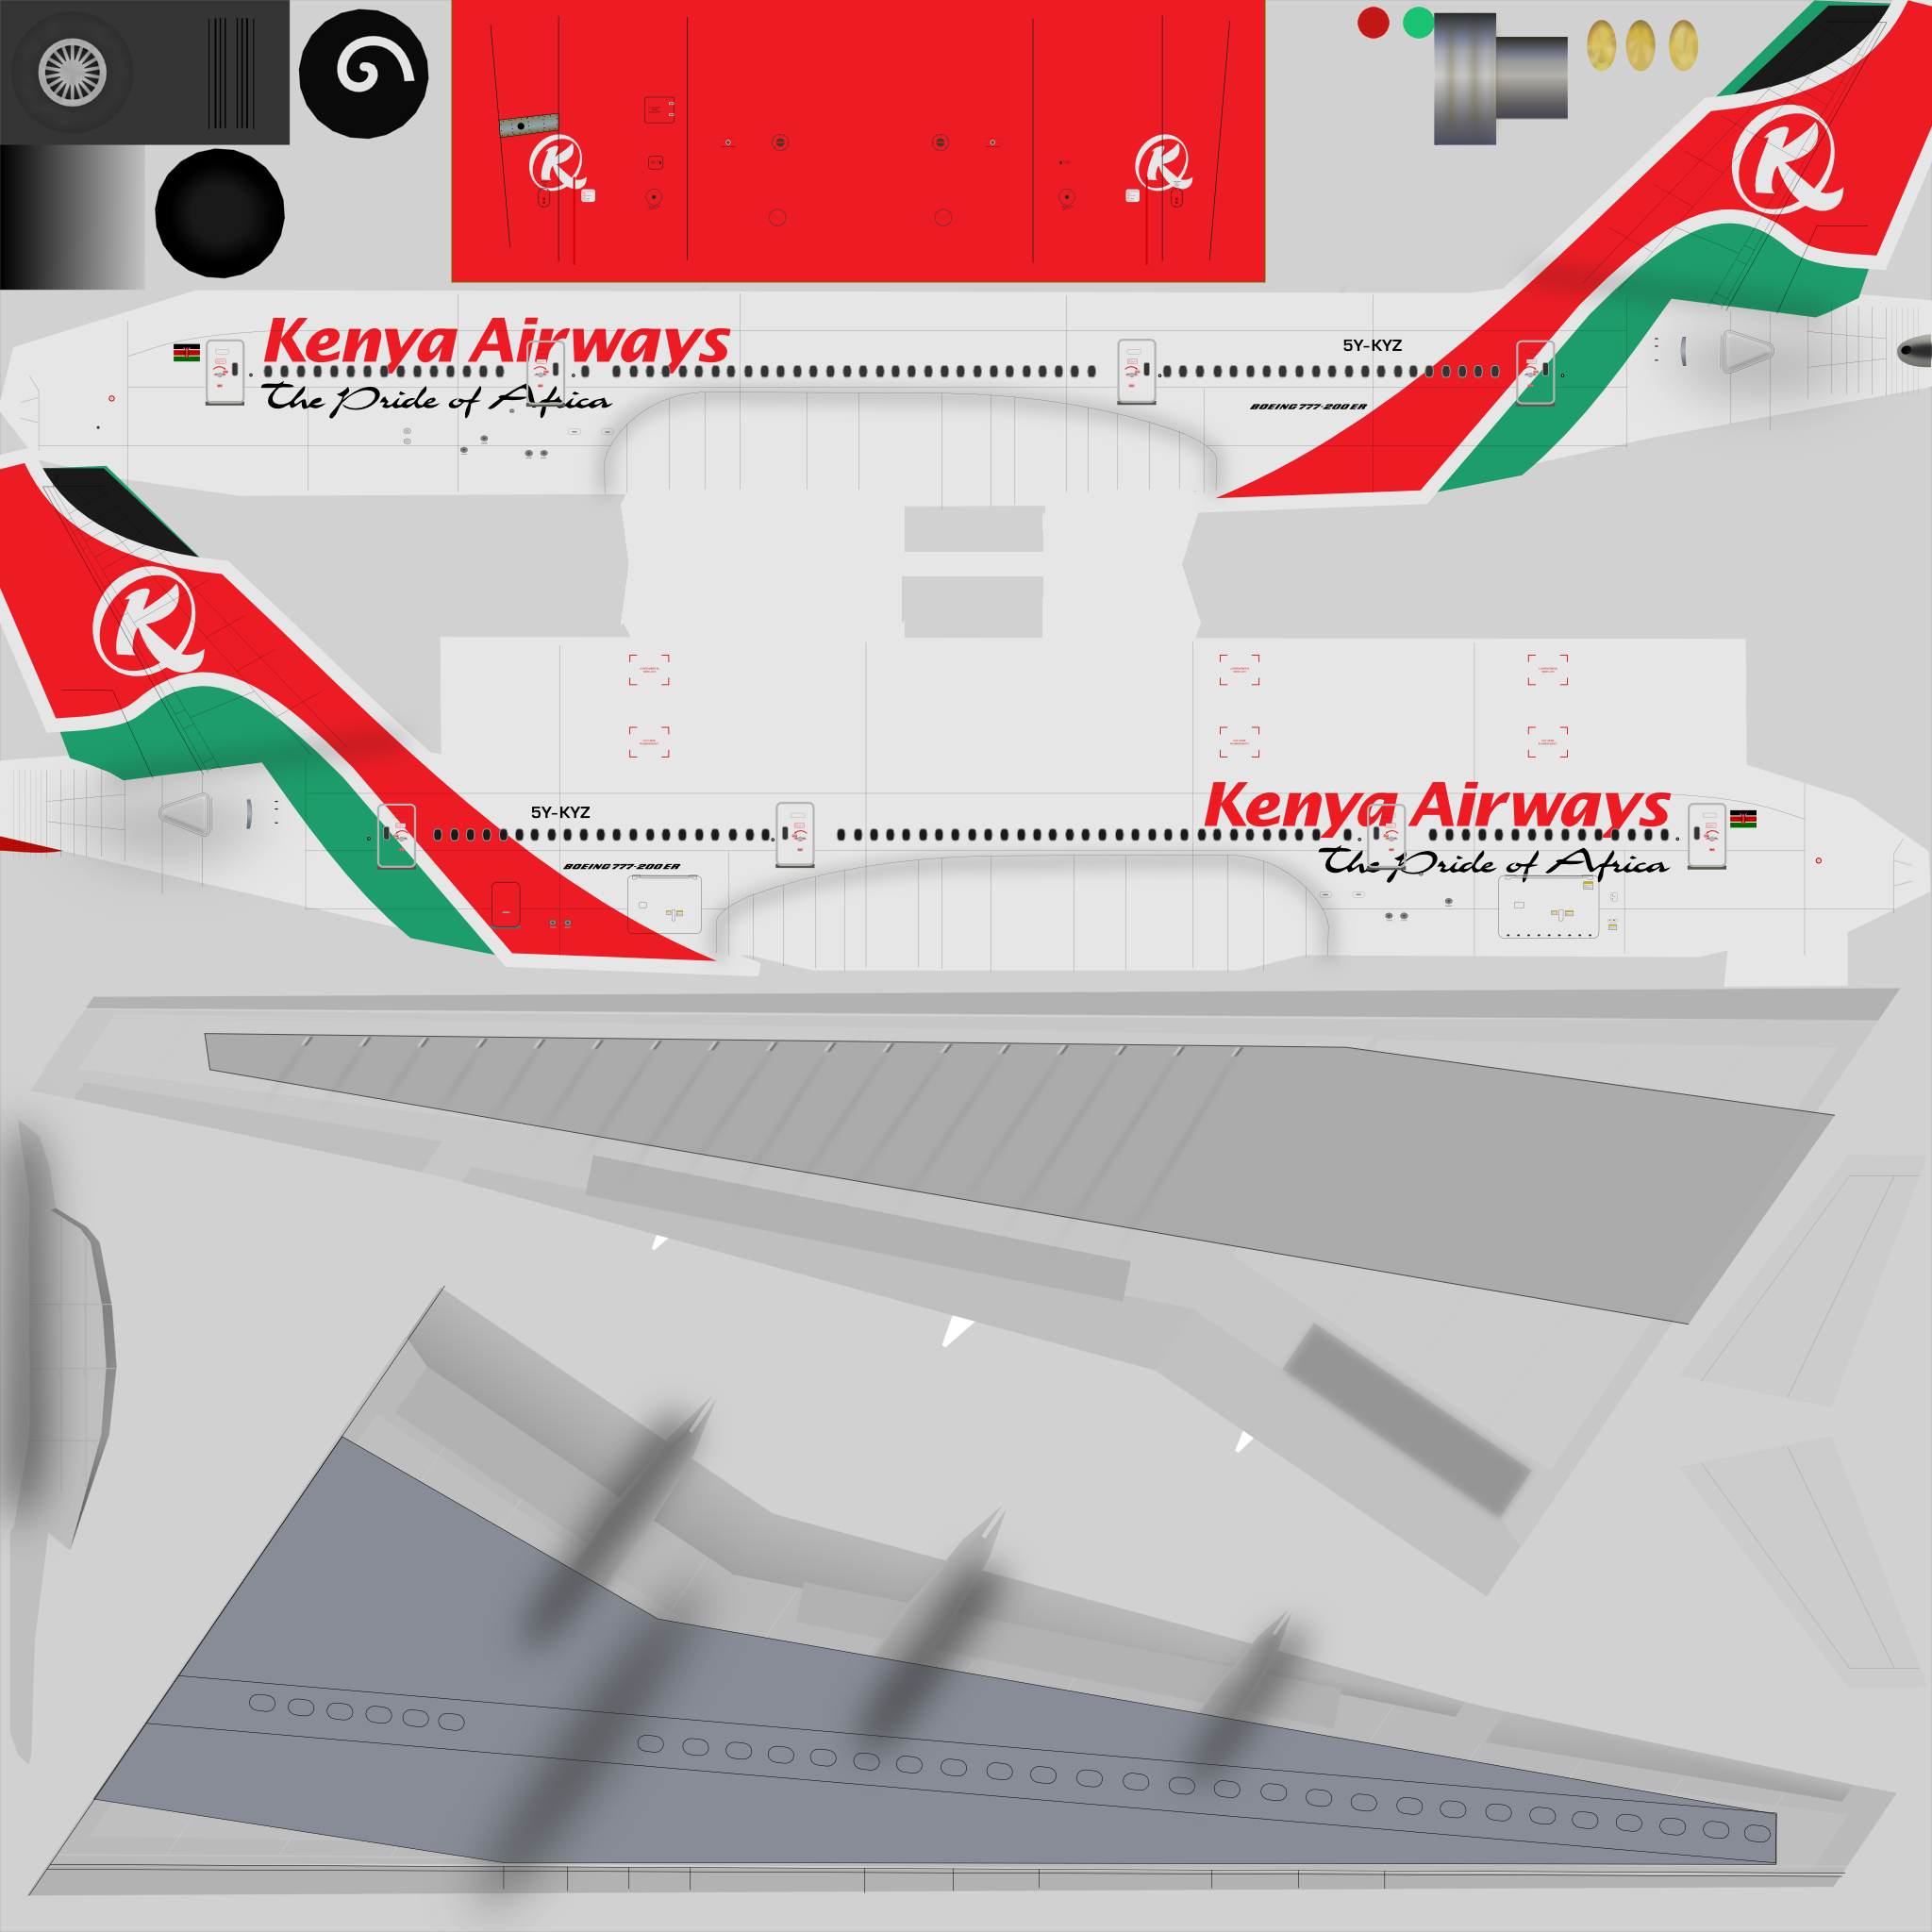 K
K
K
Kenya Airways
5Y-KYZ
The Pride of Africa
BOEING 777-200ER
K
Kenya Airways
5Y-KYZ
The Pride of Africa
BOEING 777-200ER